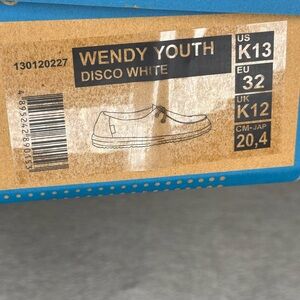 130120227
WENDY YOUTH
DISCO WHITE
US
K13
EU
32
UK
K12
CM-JAP
20,4